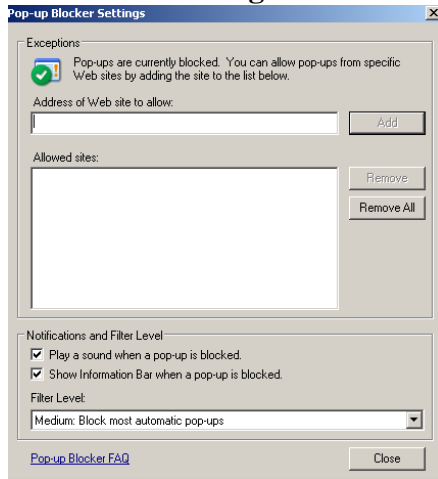 Pop-up Blocker Settings
Exceptions
Pop-ups are currently blocked. You can allow pop-ups from specific
Web sites by adding the site to the list below.
Address of Web site to allow:
Add
Allowed sites:
Remove
Remove All
Notifications and Filter Level
Play a sound when a pop-up is blocked.
Show Information Bar when a pop-up is blocked.
Filter Level:
Medium: Block most automatic pop-ups
Pop-up Blocker FAQ
Close